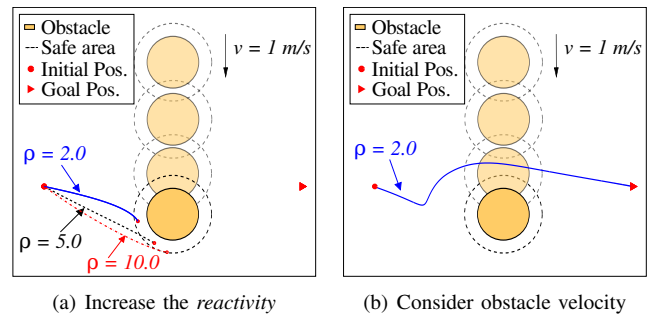 Obstacle
Safe area
Initial Pos.
Goal Pos.
v = 1 m/s
ρ = 2.0
ρ = 5.0
ρ = 10.0
(a) Increase the reactivity
Obstacle
Safe area
Initial Pos.
Goal Pos.
v = 1 m/s
ρ = 2.0
(b) Consider obstacle velocity